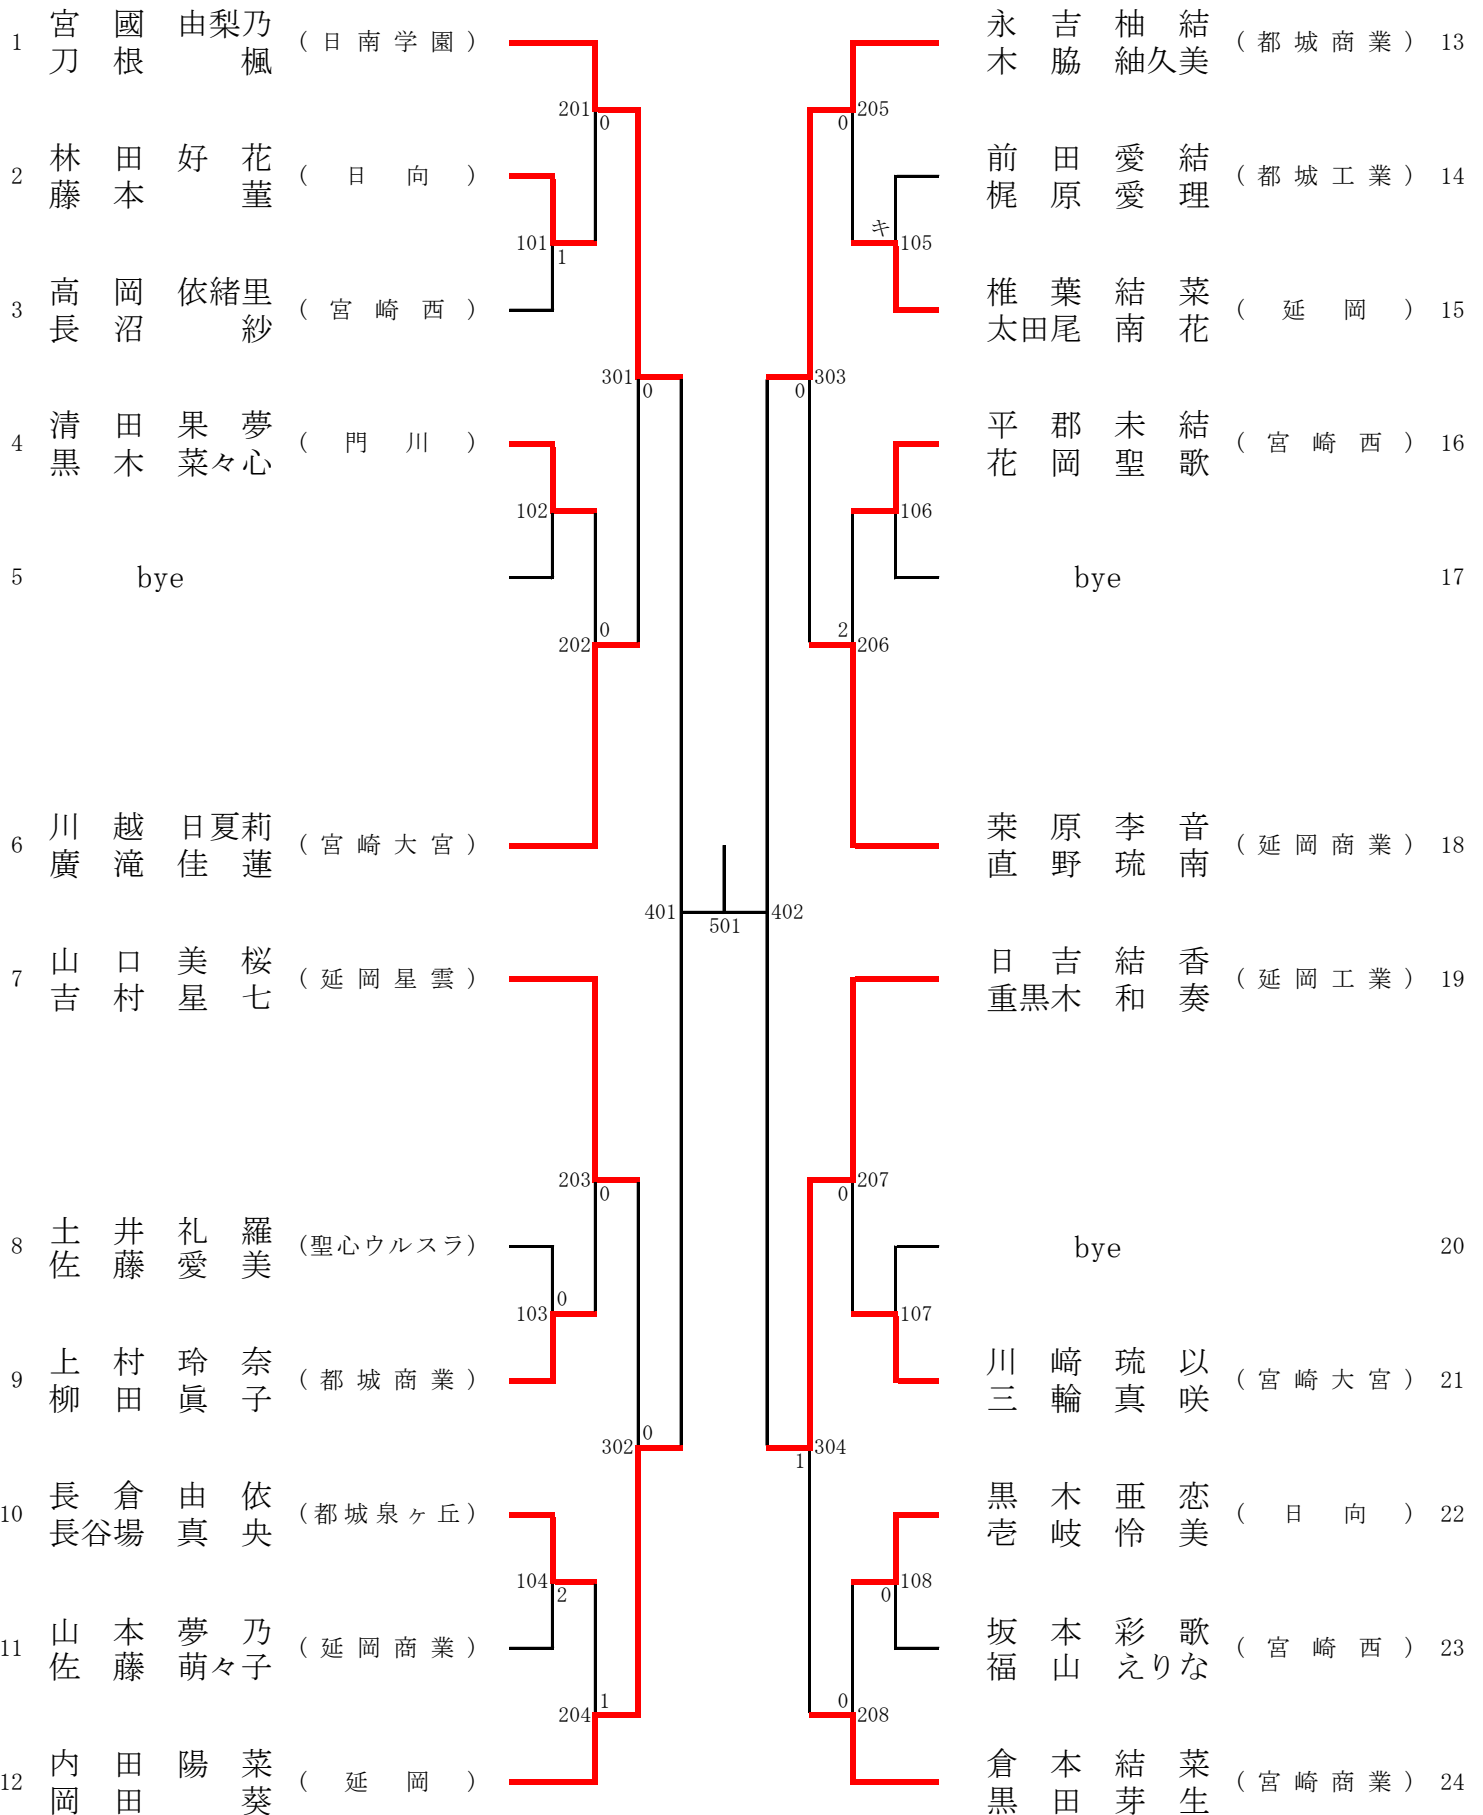 1 宮國 由梨乃 (日南学園)
刀根 楓
201
0
2 林田 好花 (日向)
藤本 菫
101
1
3 高岡 依緒里 (宮崎西)
長沼 紗
301
0
4 清田 果夢 (門川)
黒木 菜々心
102
5 bye
0
202
6 川越 日夏莉 (宮崎大宮)
廣滝 佳蓮
401
501
402
7 山口 美桜 (延岡星雲)
吉村 星七
203
0
8 土井 礼羅 (聖心ウルスラ)
佐藤 愛美
0
103
9 上村 玲奈 (都城商業)
柳田 眞子
0
302
10 長倉 由依 (都城泉ヶ丘)
長谷場 真央
104
2
11 山本 夢乃 (延岡商業)
佐藤 萌々子
1
204
12 内田 陽菜 (延岡)
岡田 葵
永吉 柚結 (都城商業) 13
木脇 紬久美
205
0
前田 愛結 (都城工業) 14
梶原 愛理
キ
105
椎葉 結菜 (延岡) 15
太田尾 南花
303
0
平郡 未結 (宮崎西) 16
花岡 聖歌
106
bye 17
2
206
桒原 李音 (延岡商業) 18
直野 琉南
日吉 結香 (延岡工業) 19
重黒木 和奏
207
0
bye 20
107
川﨑 琉以 (宮崎大宮) 21
三輪 真咲
304
1
黒木 亜恋 (日向) 22
壱岐 怜美
108
0
坂本 彩歌 (宮崎西) 23
福山 えりな
0
208
倉本 結菜 (宮崎商業) 24
黒田 芽生